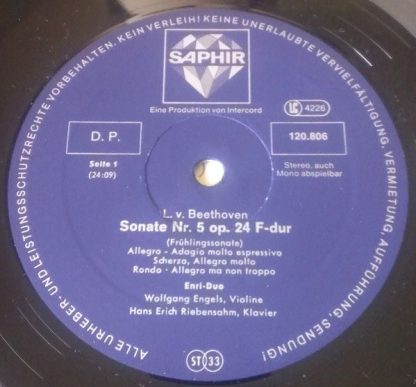 ALLE URHEBER- UND LEISTUNGSSCHUTZRECHTE VORBEHALTEN. KEIN VERLEIH! KEINE UNERLAUBTE VERVIELFÄLTIGUNG, VERMIETUNG, AUFFÜHRUNG, SENDUNG!
SAPHIR
Eine Produktion von Intercord
LC 4226
D. P.
120.806
Seite 1
(24:09)
Stereo, auch
Mono abspielbar
L. v. Beethoven
Sonate Nr. 5 op. 24 F-dur
(Frühlingssonate)
Allegro - Adagio molto espressivo
Scherzo, Allegro molto
Rondo - Allegro ma non troppo
Enri-Duo
Wolfgang Engels, Violine
Hans Erich Riebensahm, Klavier
ST 33